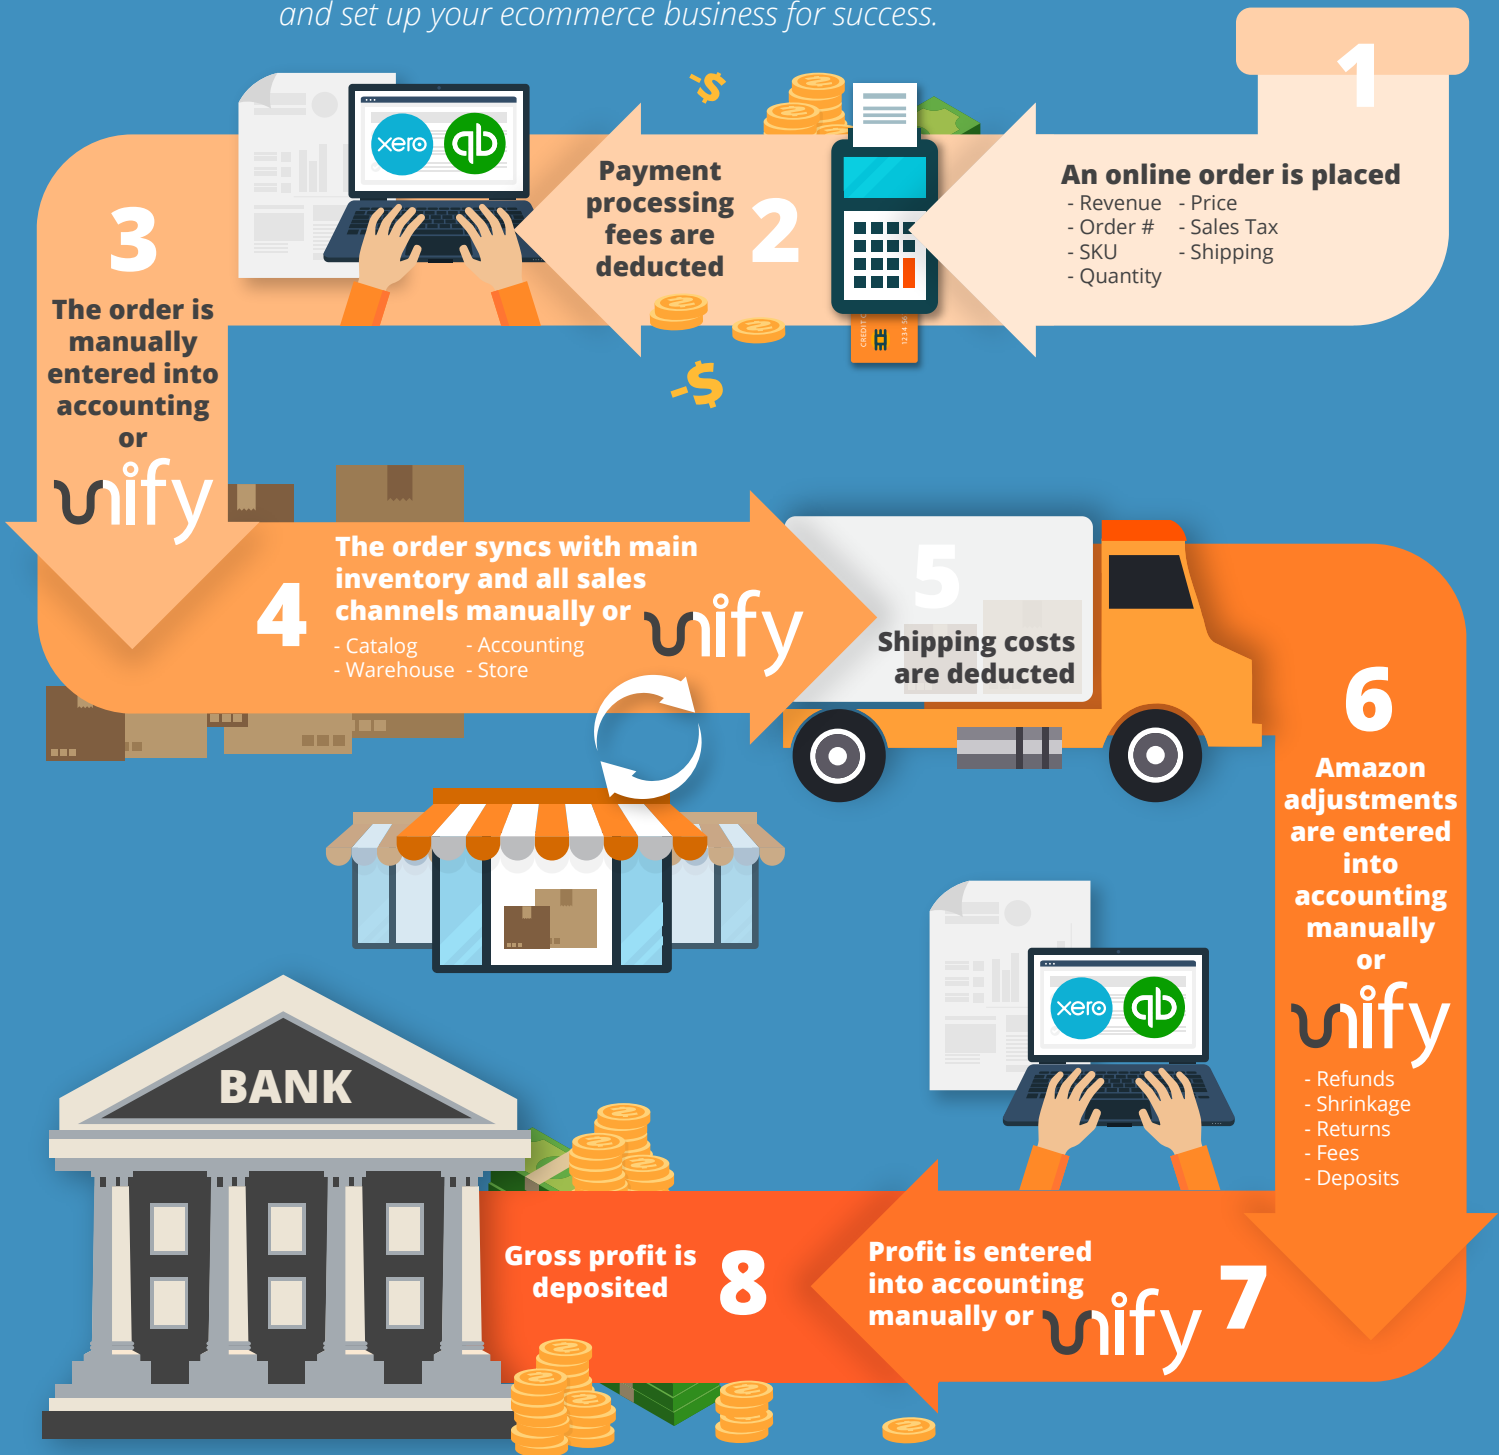 and set up your ecommerce business for success.
1
An online order is placed
- Revenue - Price
- Order # - Sales Tax
- SKU - Shipping
- Quantity
2
Payment
processing
fees are
deducted
-$
-$
xero qb
3
The order is
manually
entered into
accounting
or
unify
4
The order syncs with main
inventory and all sales
channels manually or
unify
- Catalog - Accounting
- Warehouse - Store
5
Shipping costs
are deducted
6
Amazon
adjustments
are entered
into
accounting
manually
or
unify
- Refunds
- Shrinkage
- Returns
- Fees
- Deposits
xero qb
7
Profit is entered
into accounting
manually or unify
8
Gross profit is
deposited
BANK